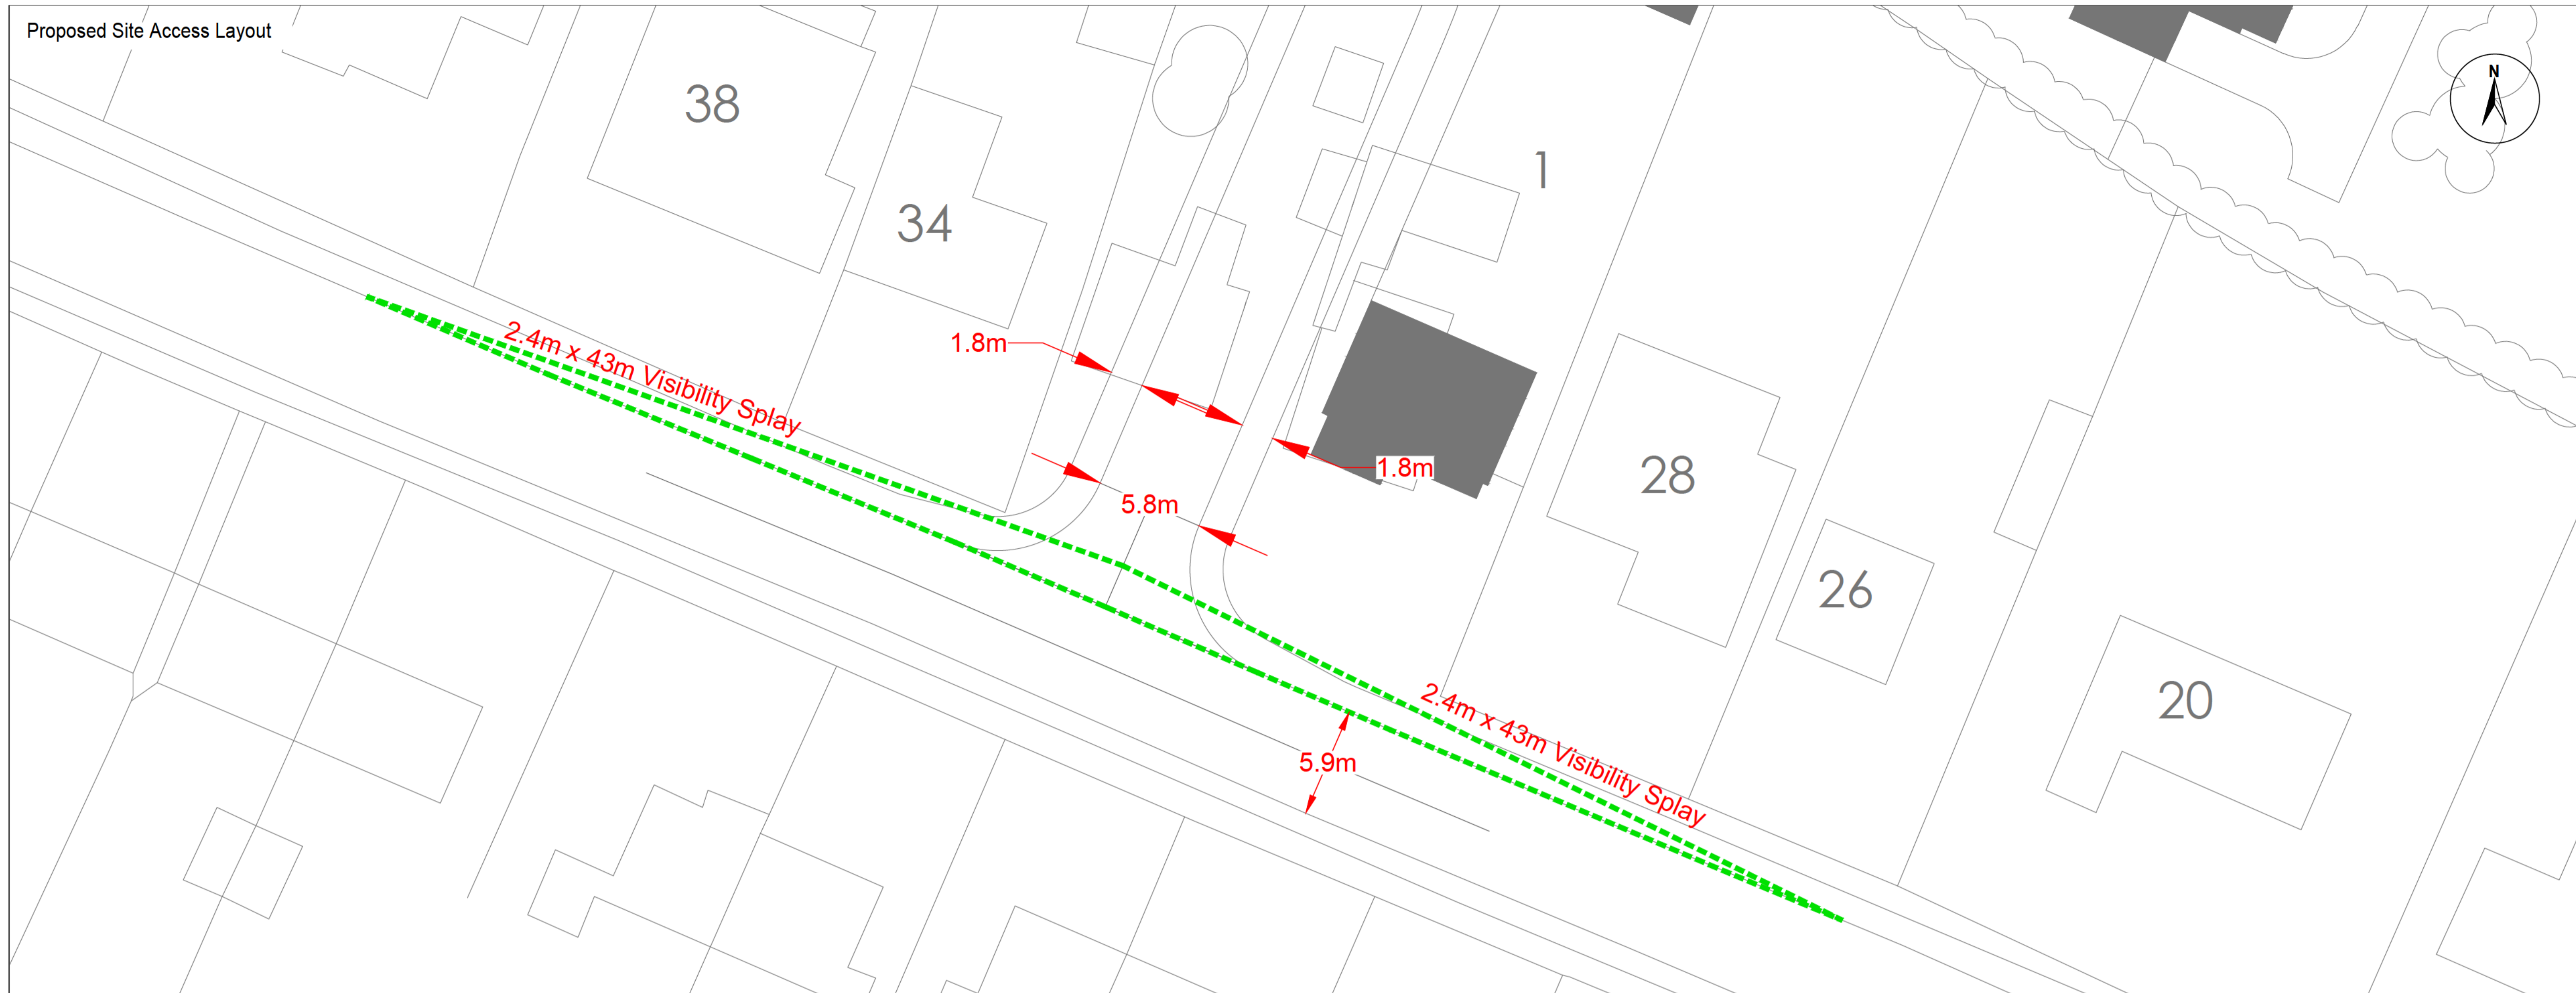 Proposed Site Access Layout
N
38
1
34
2.4m x 43m Visibility Splay
1.8m
1.8m
28
5.8m
26
20
2.4m x 43m Visibility Splay
5.9m